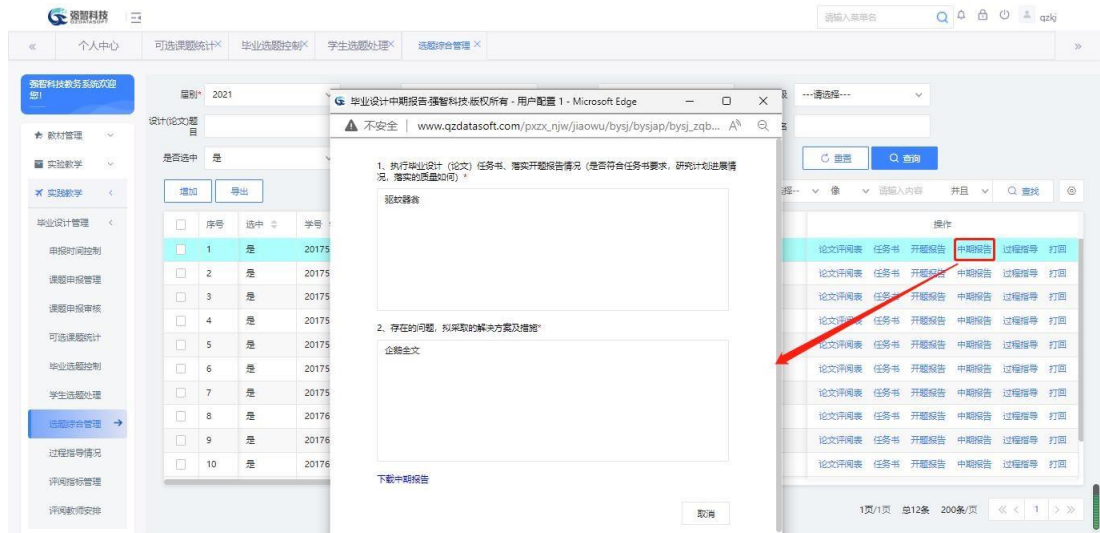 强智科技
QZDATASOFT
请输入菜单名
qzkj
个人中心
可选课题统计×
毕业选题控制×
学生选题处理×
选题综合管理 ×
强智科技教务系统欢迎
您!
教材管理
实验教学
实践教学
毕业设计管理
申报时间控制
课题申报管理
课题申报审核
可选课题统计
毕业选题控制
学生选题处理
选题综合管理
过程指导情况
评阅指标管理
评阅教师安排
届别* 2021
---请选择---
设计(论文)题
目
是否选中 是
重置
查询
增加
导出
像
请输入内容
并且
查找
序号 选中 学号
操作
1 是 20175 论文评阅表 任务书 开题报告 中期报告 过程指导 打回
2 是 20175 论文评阅表 任务书 开题报告 中期报告 过程指导 打回
3 是 20175 论文评阅表 任务书 开题报告 中期报告 过程指导 打回
4 是 20175 论文评阅表 任务书 开题报告 中期报告 过程指导 打回
5 是 20175 论文评阅表 任务书 开题报告 中期报告 过程指导 打回
6 是 20175 论文评阅表 任务书 开题报告 中期报告 过程指导 打回
7 是 20175 论文评阅表 任务书 开题报告 中期报告 过程指导 打回
8 是 20176 论文评阅表 任务书 开题报告 中期报告 过程指导 打回
9 是 20176 论文评阅表 任务书 开题报告 中期报告 过程指导 打回
10 是 20176 论文评阅表 任务书 开题报告 中期报告 过程指导 打回
1页/1页 总12条 200条/页 1
毕业设计中期报告-强智科技-版权所有 - 用户配置 1 - Microsoft Edge
不安全 | www.qzdatasoft.com/pxzx_njw/jiaowu/bysj/bysjap/bysj_zqb...
1、执行毕业设计(论文)任务书、落实开题报告情况(是否符合任务书要求,研究计划进展情
况,落实的质量如何)*
驱蚊器翁
2、存在的问题,拟采取的解决方案及措施*
企鹅全文
下载中期报告
取消